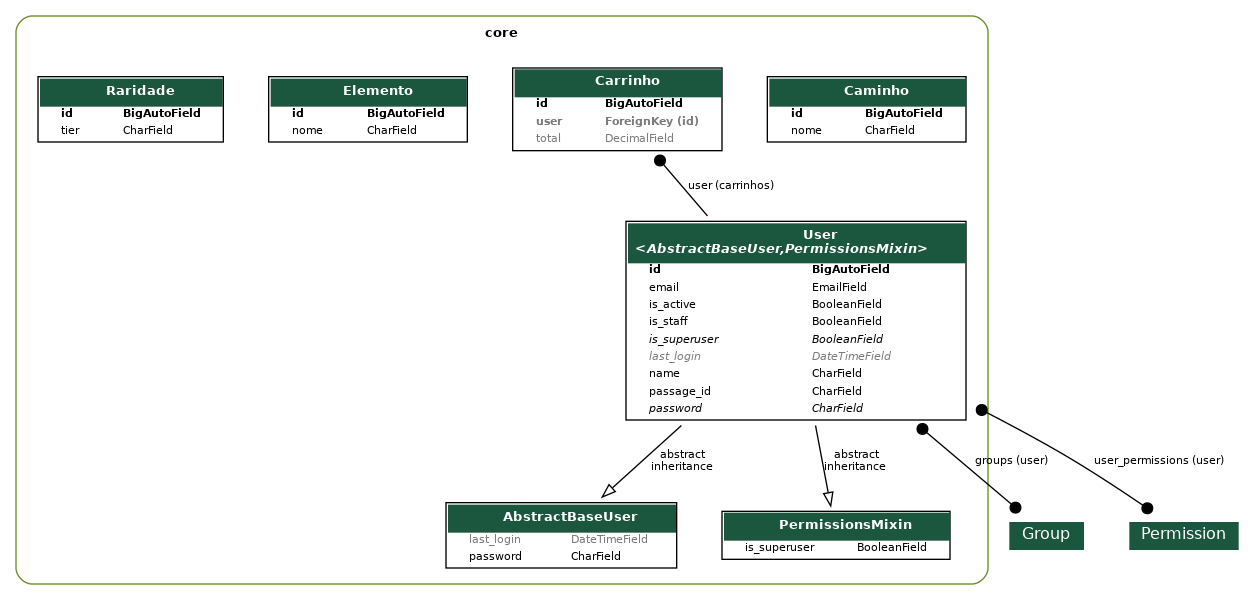 core
Raridade
id BigAutoField
tier CharField
Elemento
id BigAutoField
nome CharField
Carrinho
id BigAutoField
user ForeignKey (id)
total DecimalField
Caminho
id BigAutoField
nome CharField
user (carrinhos)
User
<AbstractBaseUser,PermissionsMixin>
id BigAutoField
email EmailField
is_active BooleanField
is_staff BooleanField
is_superuser BooleanField
last_login DateTimeField
name CharField
passage_id CharField
password CharField
abstract
inheritance
abstract
inheritance
groups (user)
user_permissions (user)
AbstractBaseUser
last_login DateTimeField
password CharField
PermissionsMixin
is_superuser BooleanField
Group
Permission